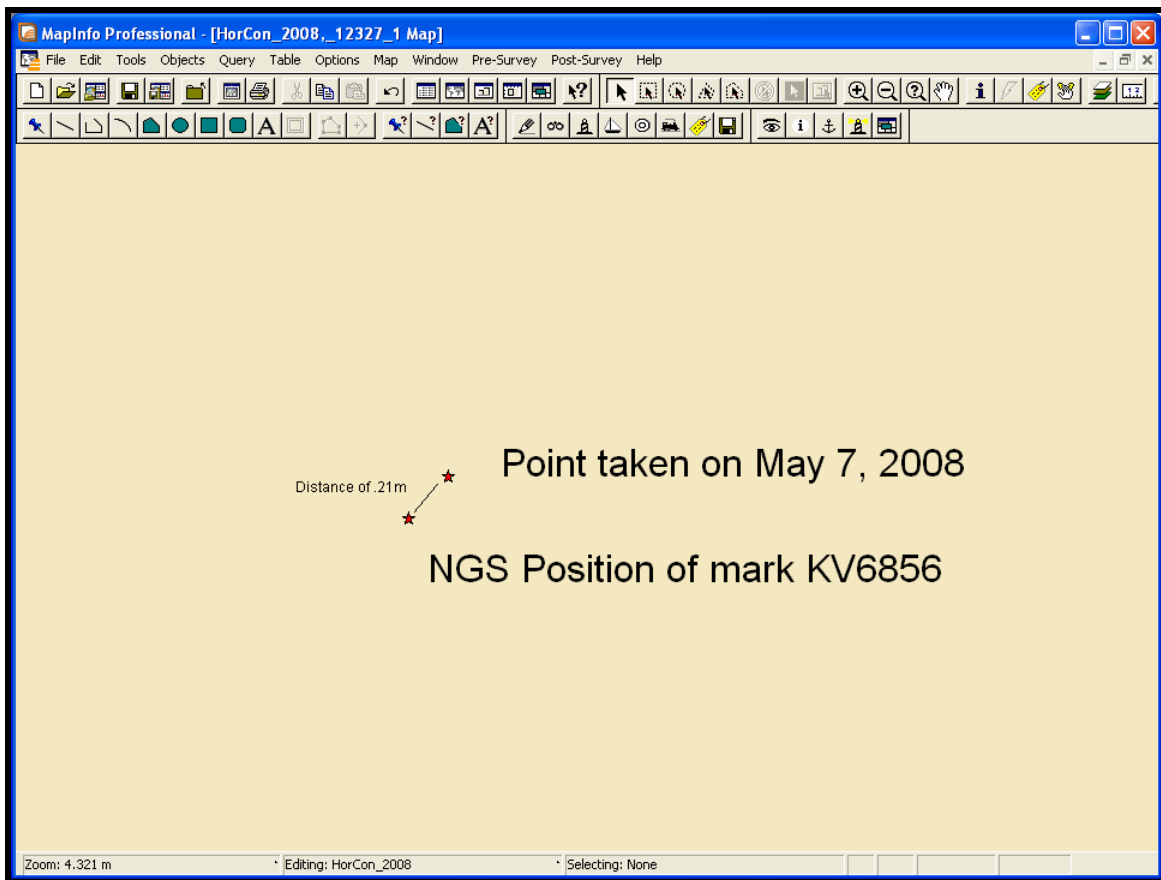 MapInfo Professional - [HorCon_2008,_12327_1 Map]
File Edit Tools Objects Query Table Options Map Window Pre-Survey Post-Survey Help
Point taken on May 7, 2008
Distance of .21m
NGS Position of mark KV6856
Zoom: 4.321 m Editing: HorCon_2008 Selecting: None